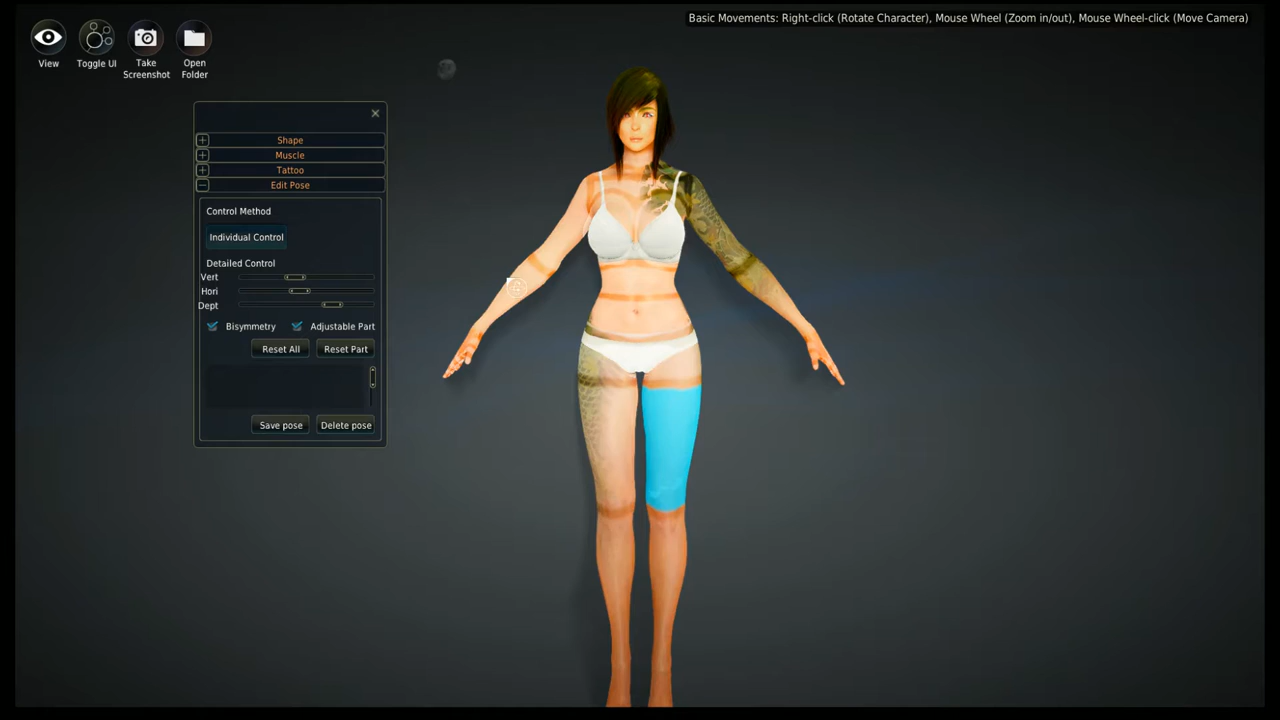 Basic Movements: Right-click (Rotate Character), Mouse Wheel (Zoom in/out), Mouse Wheel-click (Move Camera)
View
Toggle UI
Take Screenshot
Open Folder
Shape
Muscle
Tattoo
Edit Pose
Control Method
Individual Control
Detailed Control
Vert
Hori
Dept
Bisymmetry
Adjustable Part
Reset All
Reset Part
Save pose
Delete pose